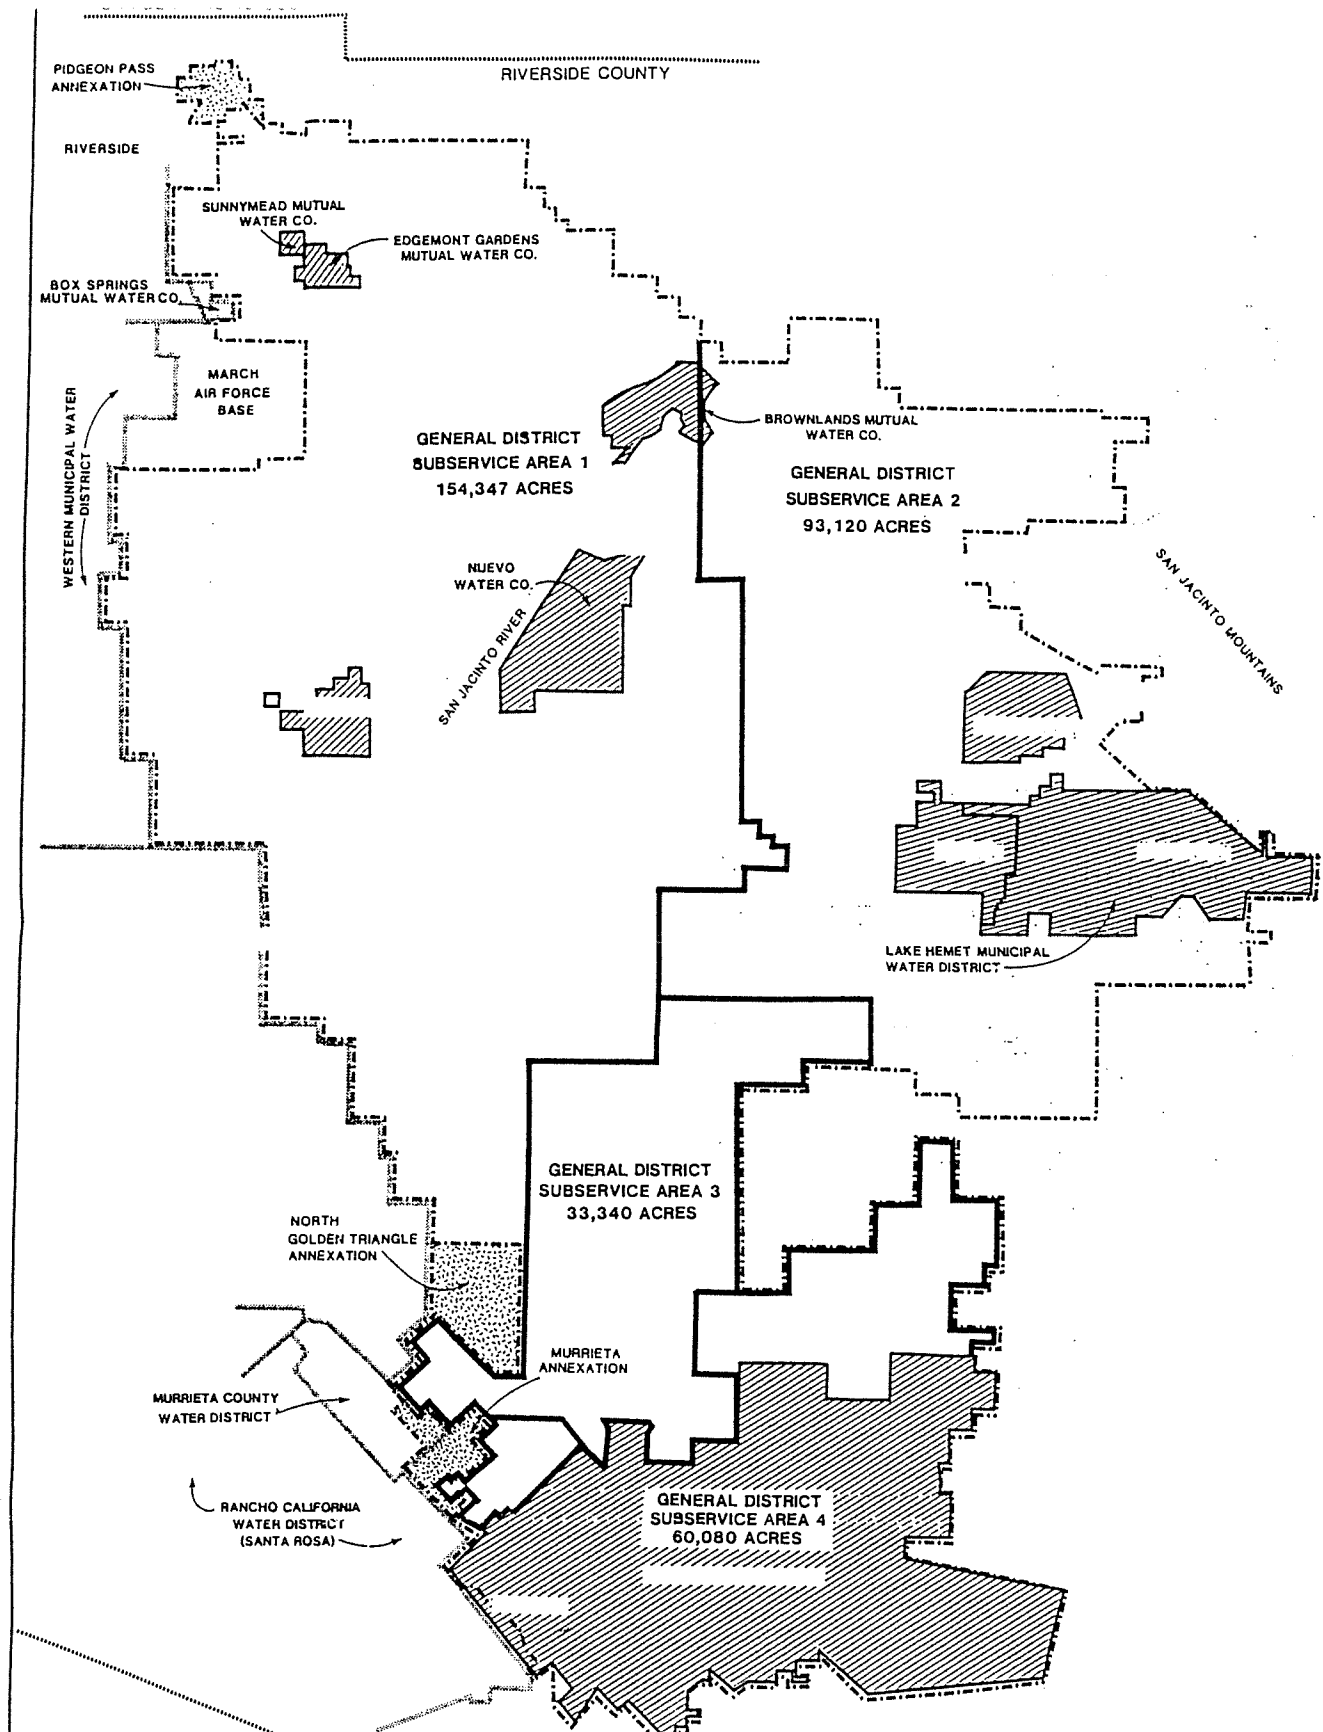 RIVERSIDE COUNTY
PIDGEON PASS
ANNEXATION
RIVERSIDE
SUNNYMEAD MUTUAL
WATER CO.
EDGEMONT GARDENS
MUTUAL WATER CO.
BOX SPRINGS
MUTUAL WATER CO.
MARCH
AIR FORCE
BASE
WESTERN MUNICIPAL WATER
DISTRICT
GENERAL DISTRICT
SUBSERVICE AREA 1
154,347 ACRES
BROWNLANDS MUTUAL
WATER CO.
GENERAL DISTRICT
SUBSERVICE AREA 2
93,120 ACRES
NUEVO
WATER CO.
SAN JACINTO RIVER
SAN JACINTO MOUNTAINS
LAKE HEMET MUNICIPAL
WATER DISTRICT
GENERAL DISTRICT
SUBSERVICE AREA 3
33,340 ACRES
NORTH
GOLDEN TRIANGLE
ANNEXATION
MURRIETA
ANNEXATION
MURRIETA COUNTY
WATER DISTRICT
RANCHO CALIFORNIA
WATER DISTRICT
(SANTA ROSA)
GENERAL DISTRICT
SUBSERVICE AREA 4
60,080 ACRES